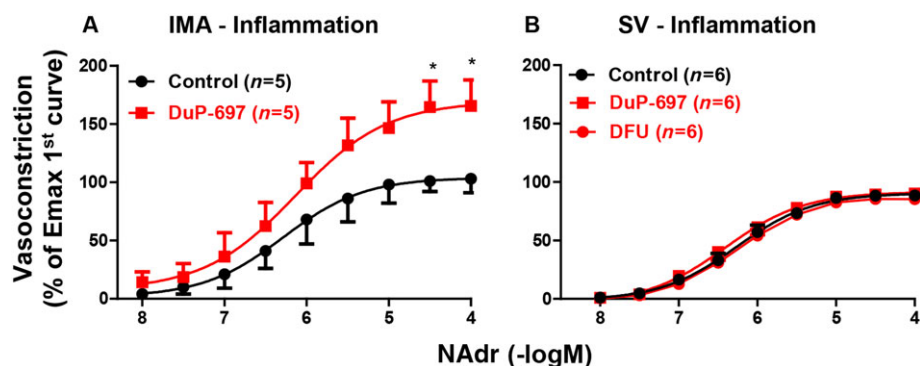 A IMA - Inflammation
Control (n=5)
DuP-697 (n=5)
* *
Vasoconstriction
(% of Emax 1st curve)
200
150
100
50
0
8 7 6 5 4
B SV - Inflammation
Control (n=6)
DuP-697 (n=6)
DFU (n=6)
200
150
100
50
0
8 7 6 5 4
NAdr (-logM)